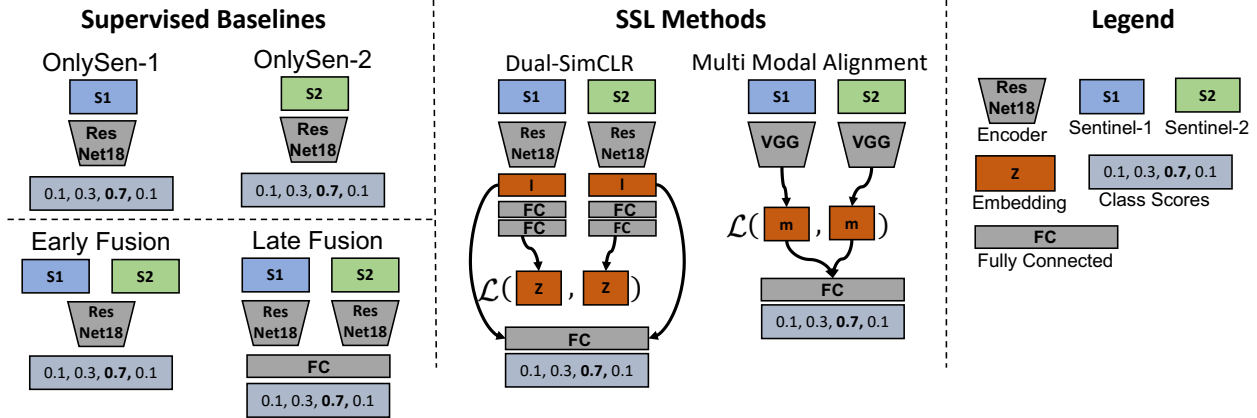 Supervised Baselines
OnlySen-1
S1
Res
Net18
0.1, 0.3, 0.7, 0.1
OnlySen-2
S2
Res
Net18
0.1, 0.3, 0.7, 0.1
Early Fusion
S1
S2
Res
Net18
0.1, 0.3, 0.7, 0.1
Late Fusion
S1
S2
Res
Net18
Res
Net18
FC
0.1, 0.3, 0.7, 0.1
SSL Methods
Dual-SimCLR
S1
S2
Res
Net18
Res
Net18
l
l
FC
FC
FC
FC
ℒ( z , z )
FC
0.1, 0.3, 0.7, 0.1
Multi Modal Alignment
S1
S2
VGG
VGG
ℒ( m , m )
FC
0.1, 0.3, 0.7, 0.1
Legend
Res
Net18
Encoder
S1
Sentinel-1
S2
Sentinel-2
Z
Embedding
0.1, 0.3, 0.7, 0.1
Class Scores
FC
Fully Connected